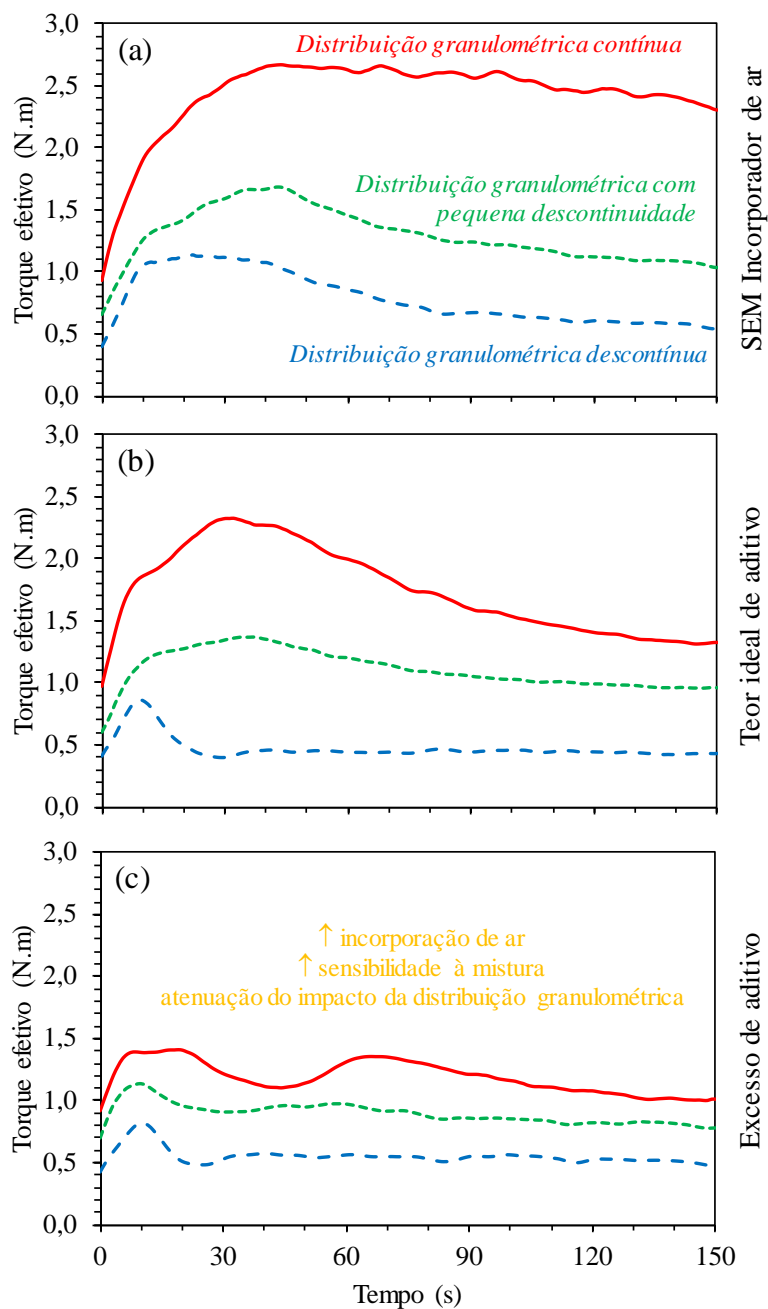 (a)
Distribuição granulométrica contínua
Distribuição granulométrica com
pequena descontinuidade
Distribuição granulométrica descontínua
3,0
2,5
2,0
1,5
1,0
0,5
0,0
Torque efetivo (N.m)
SEM Incorporador de ar
(b)
3,0
2,5
2,0
1,5
1,0
0,5
0,0
Torque efetivo (N.m)
Teor ideal de aditivo
(c)
↑ incorporação de ar
↑ sensibilidade à mistura
atenuação do impacto da distribuição granulométrica
3,0
2,5
2,0
1,5
1,0
0,5
0,0
Torque efetivo (N.m)
Excesso de aditivo
0 30 60 90 120 150
Tempo (s)